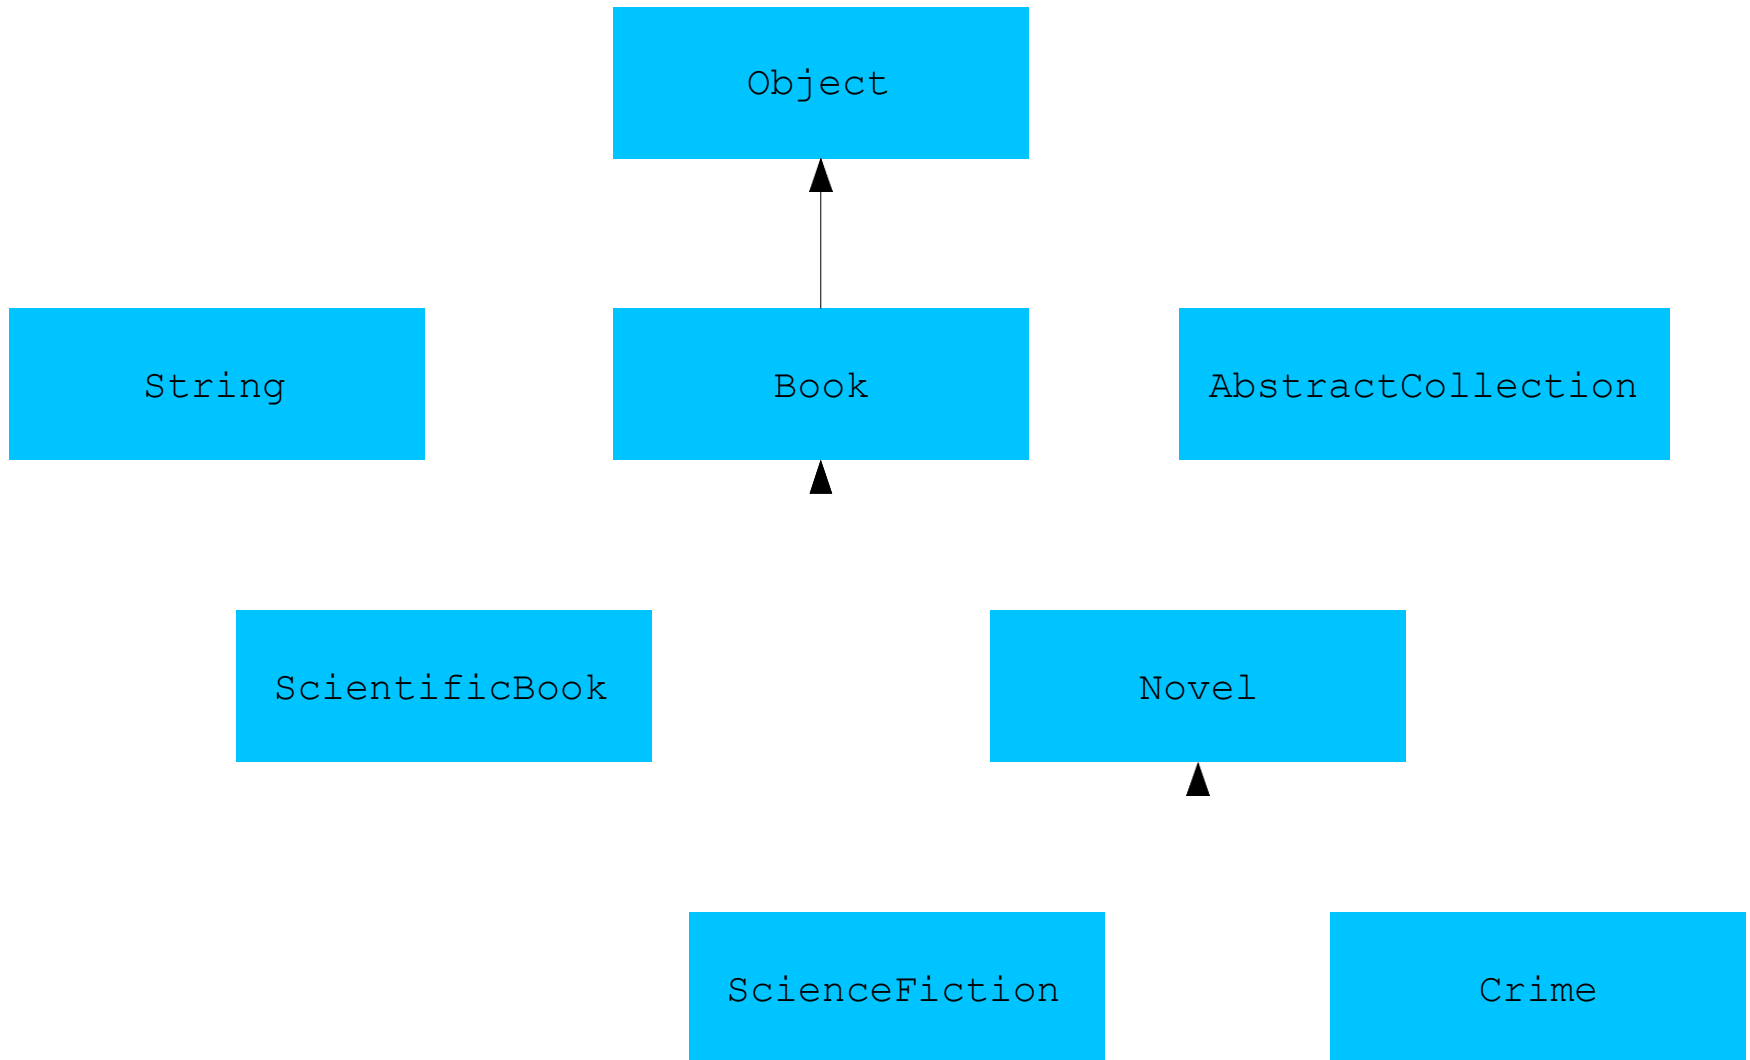 Object
String
Book
AbstractCollection
ScientificBook
Novel
ScienceFiction
Crime